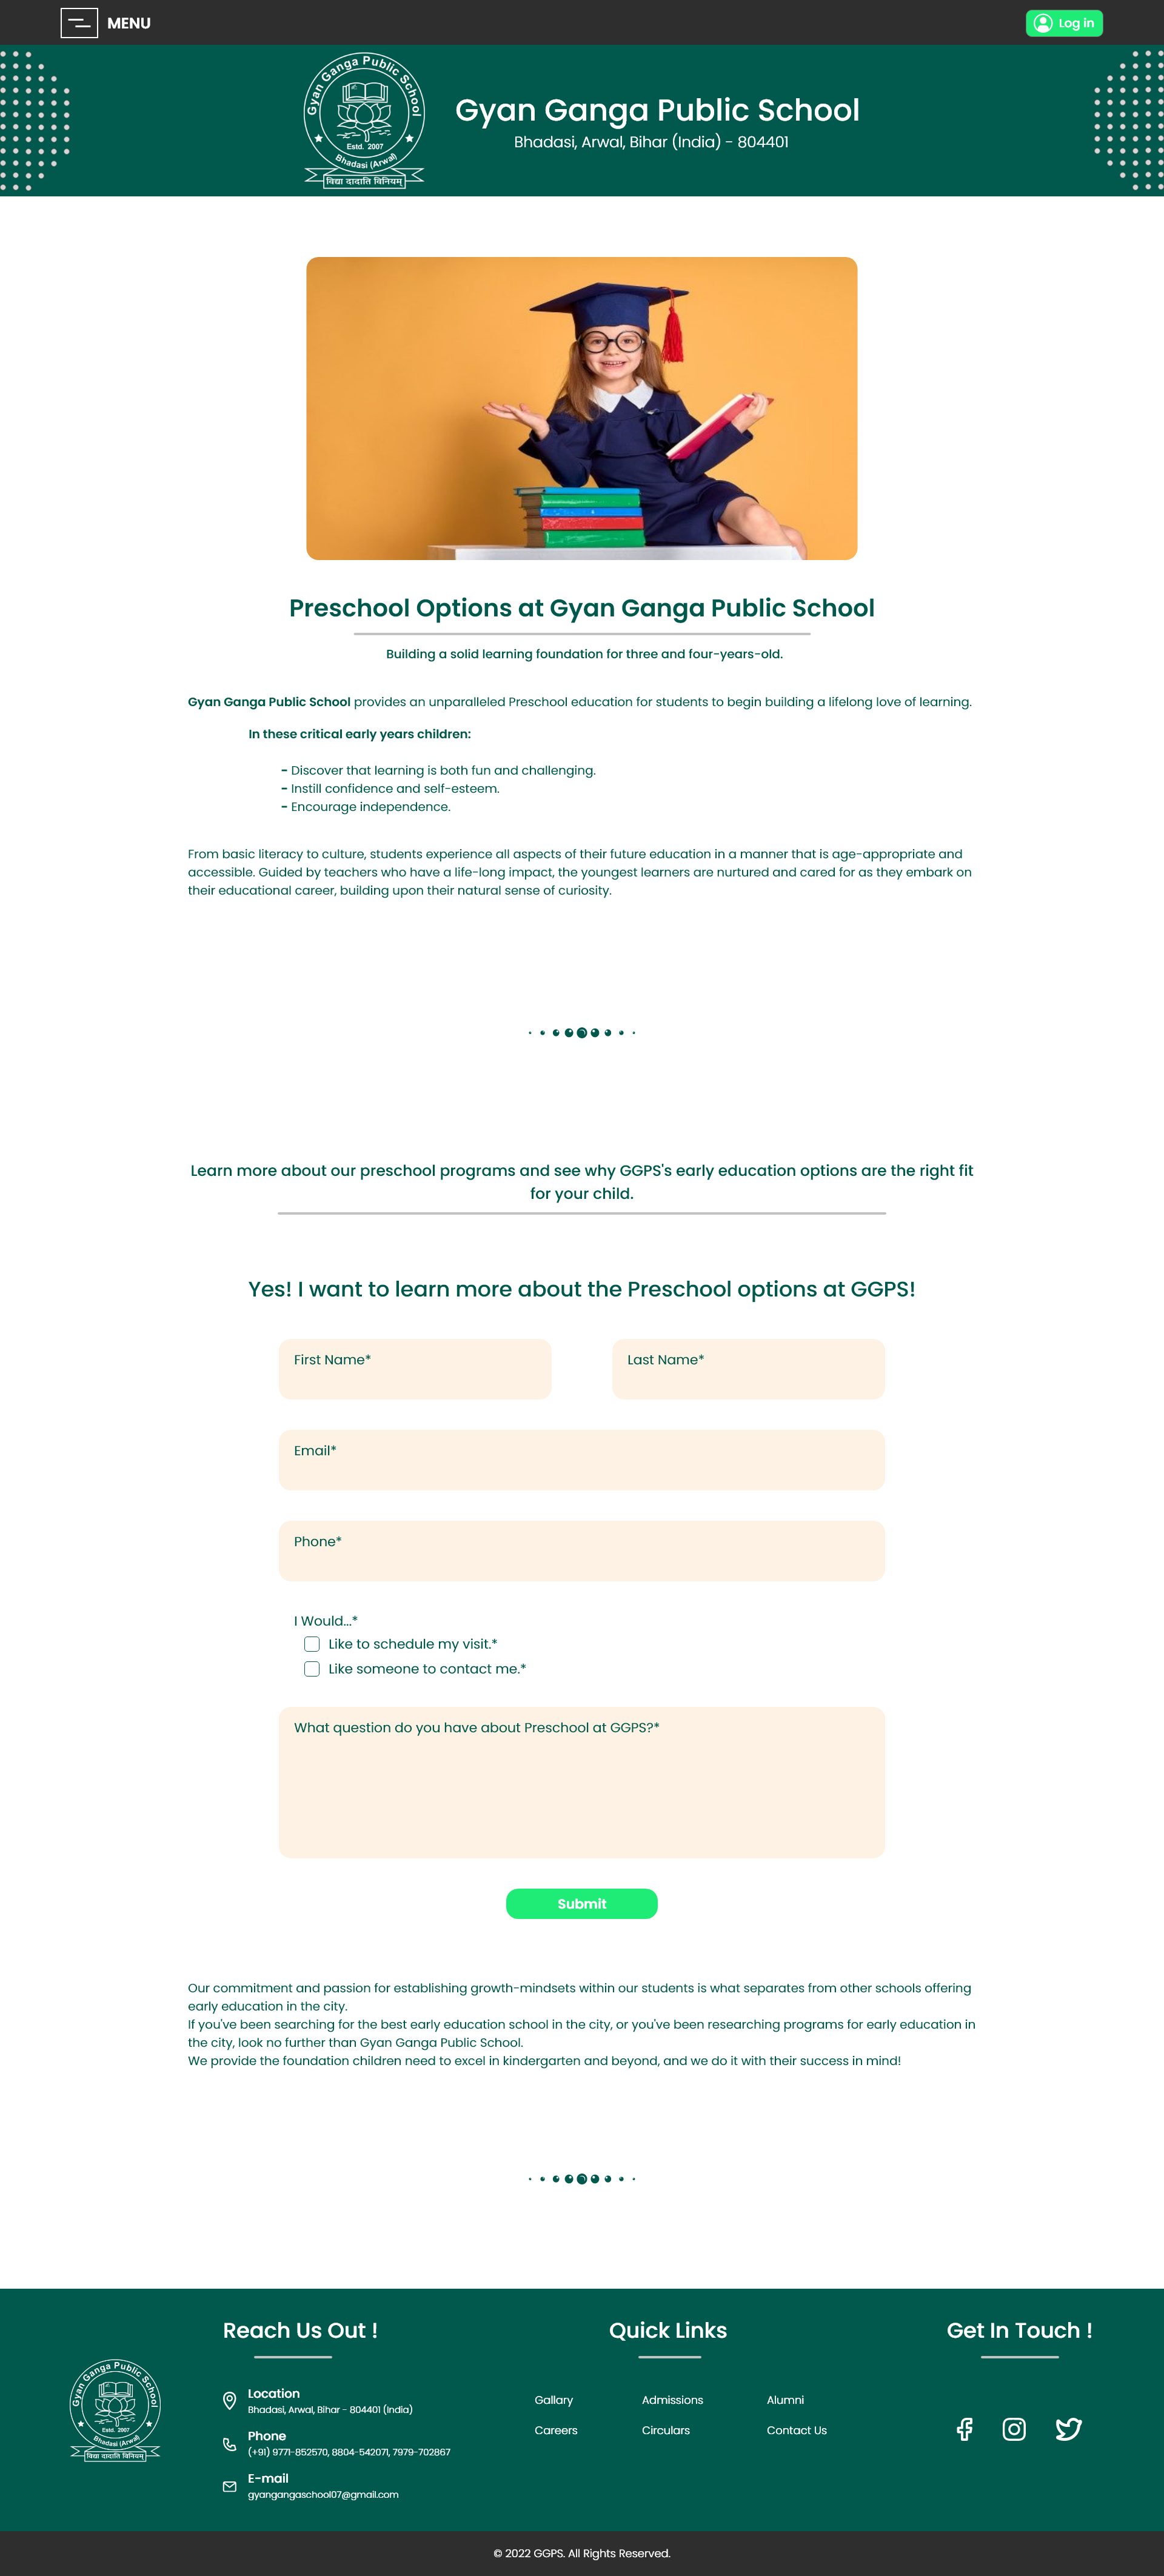 MENU
Log in
Gyan Ganga Public School
Estd. 2007
Bhadasi (Arwal)
विद्या दादाति विनियम्
Gyan Ganga Public School
Bhadasi, Arwal, Bihar (India) - 804401
Preschool Options at Gyan Ganga Public School
Building a solid learning foundation for three and four-years-old.
Gyan Ganga Public School provides an unparalleled Preschool education for students to begin building a lifelong love of learning.
In these critical early years children:
- Discover that learning is both fun and challenging.
- Instill confidence and self-esteem.
- Encourage independence.
From basic literacy to culture, students experience all aspects of their future education in a manner that is age-appropriate and
accessible. Guided by teachers who have a life-long impact, the youngest learners are nurtured and cared for as they embark on
their educational career, building upon their natural sense of curiosity.
Learn more about our preschool programs and see why GGPS's early education options are the right fit
for your child.
Yes! I want to learn more about the Preschool options at GGPS!
First Name*
Last Name*
Email*
Phone*
I Would...*
Like to schedule my visit.*
Like someone to contact me.*
What question do you have about Preschool at GGPS?*
Submit
Our commitment and passion for establishing growth-mindsets within our students is what separates from other schools offering
early education in the city.
If you've been searching for the best early education school in the city, or you've been researching programs for early education in
the city, look no further than Gyan Ganga Public School.
We provide the foundation children need to excel in kindergarten and beyond, and we do it with their success in mind!
Gyan Ganga Public School
Estd. 2007
Bhadasi (Arwal)
विद्या दादाति विनियम्
Reach Us Out !
Location
Bhadasi, Arwal, Bihar - 804401 (India)
Phone
(+91) 9771-852570, 8804-542071, 7979-702867
E-mail
gyangangaschool07@gmail.com
Quick Links
Gallary
Admissions
Alumni
Careers
Circulars
Contact Us
Get In Touch !
© 2022 GGPS. All Rights Reserved.